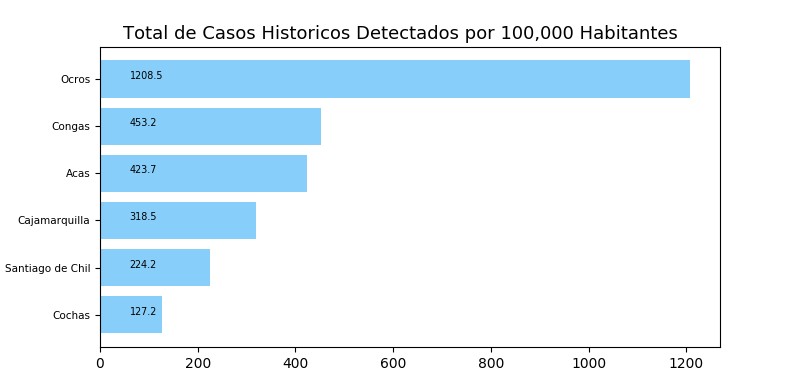 Total de Casos Historicos Detectados por 100,000 Habitantes
Ocros 1208.5
Congas 453.2
Acas 423.7
Cajamarquilla 318.5
Santiago de Chil 224.2
Cochas 127.2
0 200 400 600 800 1000 1200